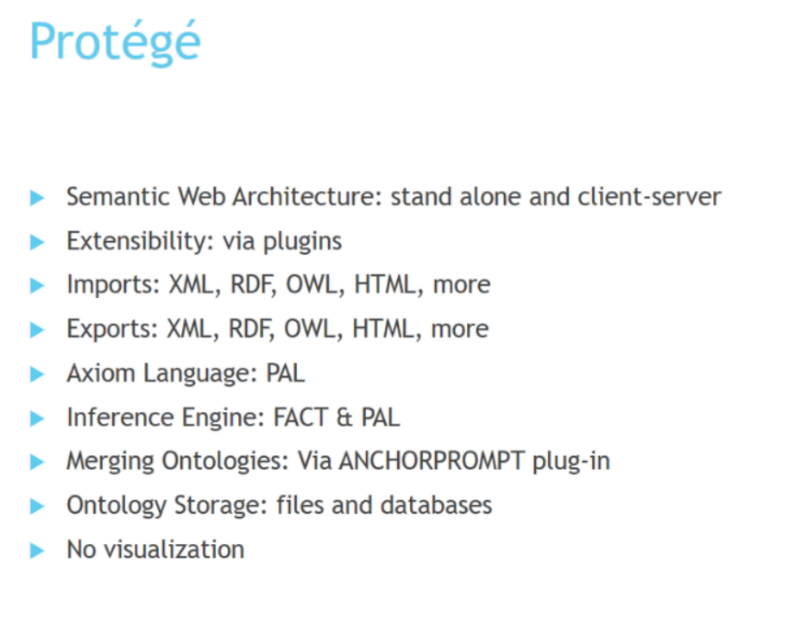 Protégé
Semantic Web Architecture: stand alone and client-server
Extensibility: via plugins
Imports: XML, RDF, OWL, HTML, more
Exports: XML, RDF, OWL, HTML, more
Axiom Language: PAL
Inference Engine: FACT & PAL
Merging Ontologies: Via ANCHORPROMPT plug-in
Ontology Storage: files and databases
No visualization